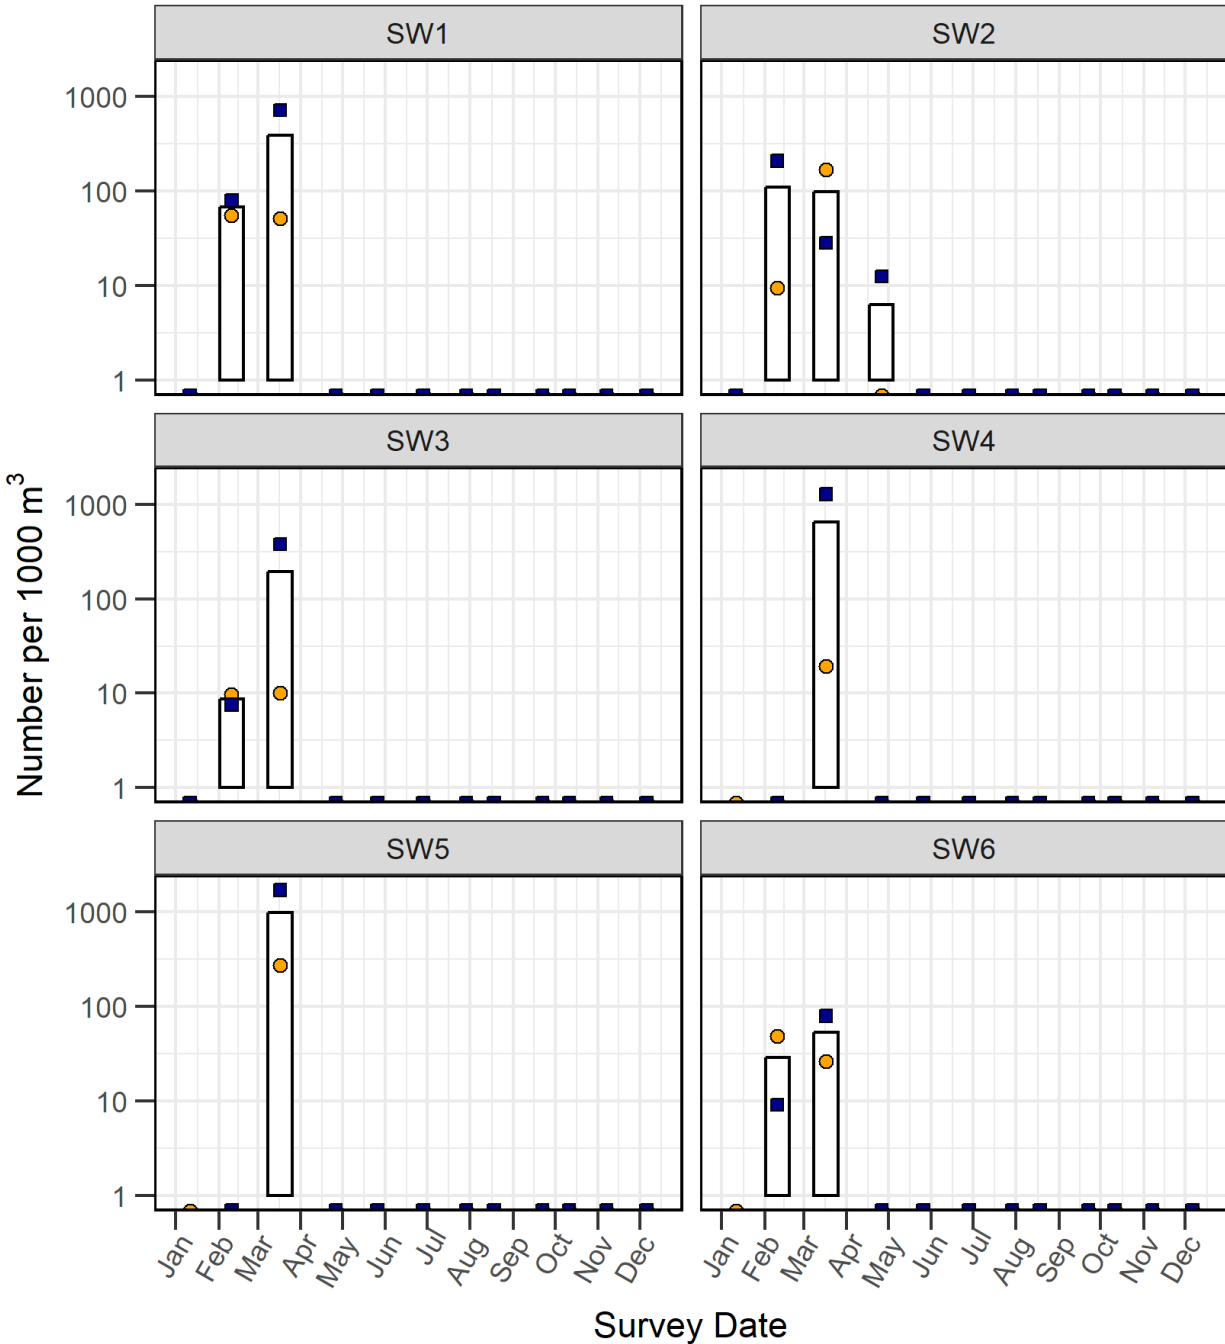 SW1
SW2
1000
100
10
1
SW3
SW4
1000
100
10
1
SW5
SW6
1000
100
10
1
Number per 1000 m³
Jan Feb Mar Apr May Jun Jul Aug Sep Oct Nov Dec
Jan Feb Mar Apr May Jun Jul Aug Sep Oct Nov Dec
Survey Date